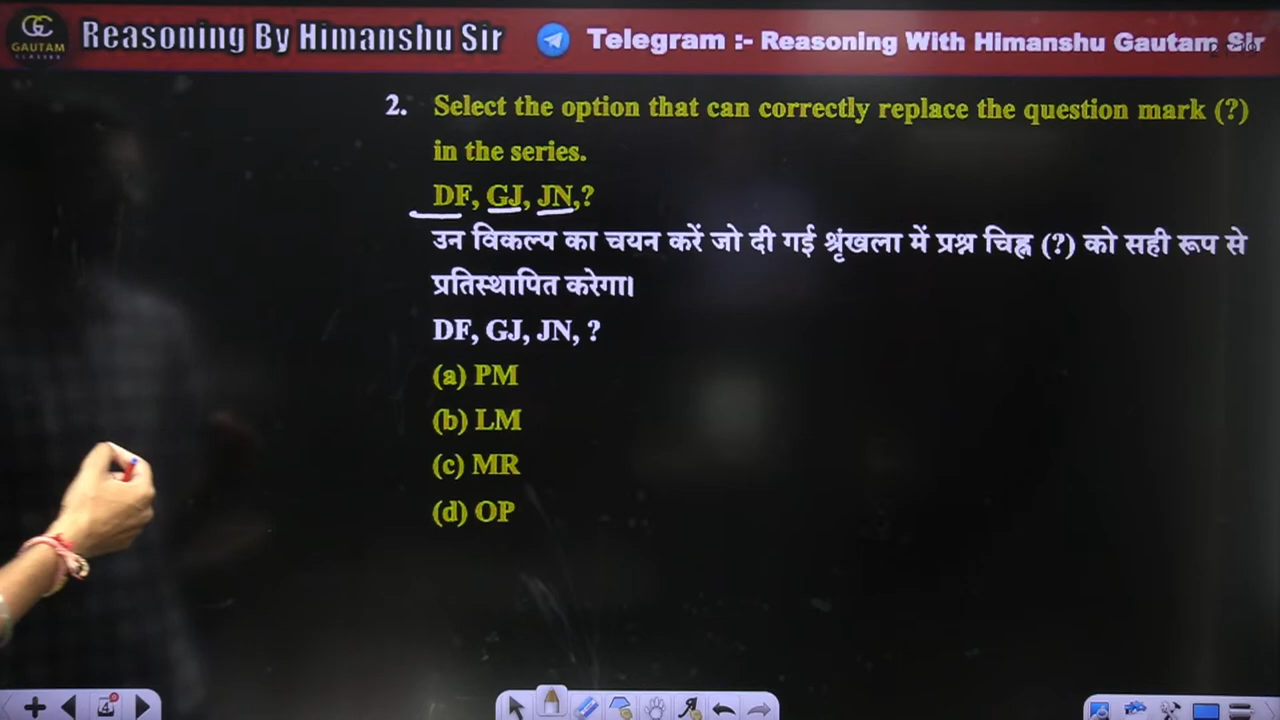 GC
GAUTAM
CLASSES
Reasoning By Himanshu Sir
Telegram :- Reasoning With Himanshu Gautam Sir
2. Select the option that can correctly replace the question mark (?)
in the series.
DF, GJ, JN,?
उन विकल्प का चयन करें जो दी गई श्रृंखला में प्रश्न चिह्न (?) को सही रूप से
प्रतिस्थापित करेगा।
DF, GJ, JN, ?
(a) PM
(b) LM
(c) MR
(d) OP
4